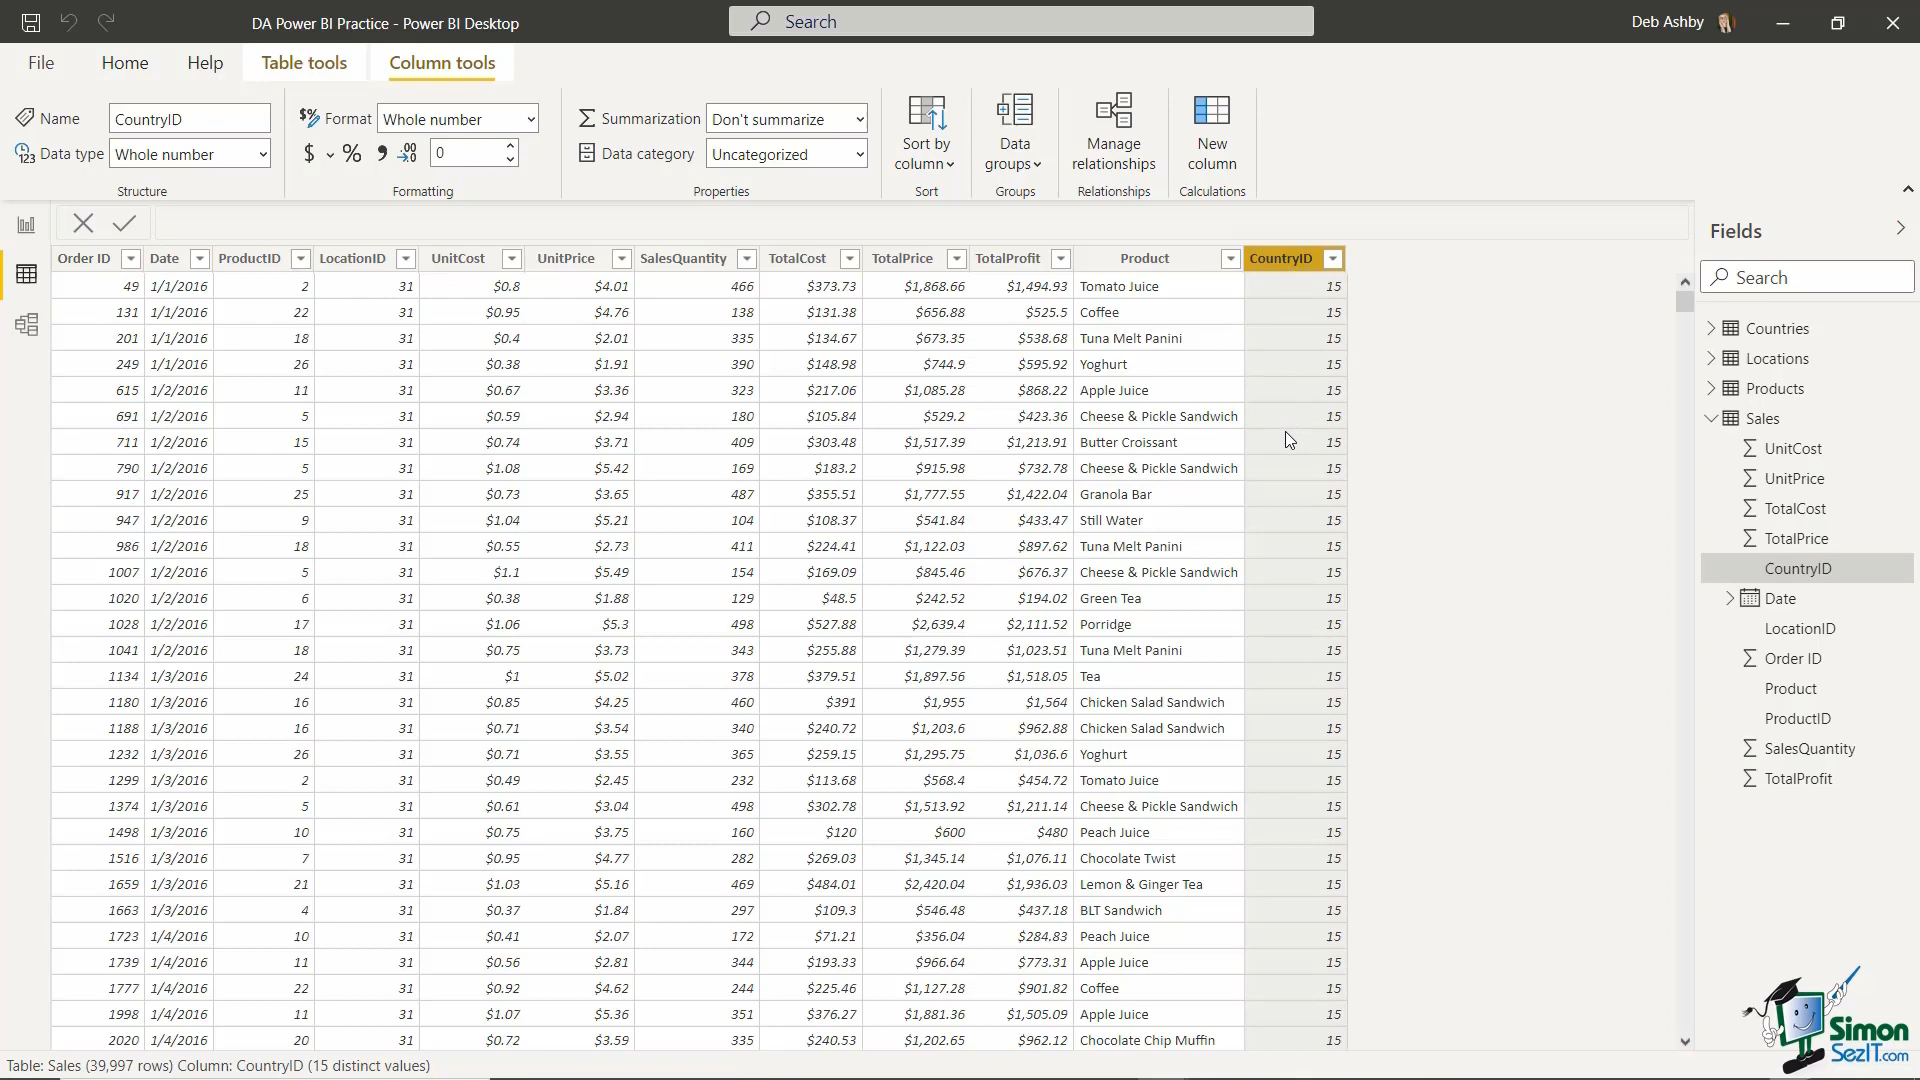 DA Power BI Practice - Power BI Desktop
Search
Deb Ashby
File Home Help Table tools Column tools
Name CountryID
Data type Whole number
Structure
$% Format Whole number
$ % , .00 0
Formatting
Summarization Don't summarize
Data category Uncategorized
Properties
Sort by
column
Sort
Data
groups
Groups
Manage
relationships
Relationships
New
column
Calculations
Order ID Date ProductID LocationID UnitCost UnitPrice SalesQuantity TotalCost TotalPrice TotalProfit Product CountryID
49 1/1/2016 2 31 $0.8 $4.01 466 $373.73 $1,868.66 $1,494.93 Tomato Juice 15
131 1/1/2016 22 31 $0.95 $4.76 138 $131.38 $656.88 $525.5 Coffee 15
201 1/1/2016 18 31 $0.4 $2.01 335 $134.67 $673.35 $538.68 Tuna Melt Panini 15
249 1/1/2016 26 31 $0.38 $1.91 390 $148.98 $744.9 $595.92 Yoghurt 15
615 1/2/2016 11 31 $0.67 $3.36 323 $217.06 $1,085.28 $868.22 Apple Juice 15
691 1/2/2016 5 31 $0.59 $2.94 180 $105.84 $529.2 $423.36 Cheese & Pickle Sandwich 15
711 1/2/2016 15 31 $0.74 $3.71 409 $303.48 $1,517.39 $1,213.91 Butter Croissant 15
790 1/2/2016 5 31 $1.08 $5.42 169 $183.2 $915.98 $732.78 Cheese & Pickle Sandwich 15
917 1/2/2016 25 31 $0.73 $3.65 487 $355.51 $1,777.55 $1,422.04 Granola Bar 15
947 1/2/2016 9 31 $1.04 $5.21 104 $108.37 $541.84 $433.47 Still Water 15
986 1/2/2016 18 31 $0.55 $2.73 411 $224.41 $1,122.03 $897.62 Tuna Melt Panini 15
1007 1/2/2016 5 31 $1.1 $5.49 154 $169.09 $845.46 $676.37 Cheese & Pickle Sandwich 15
1020 1/2/2016 6 31 $0.38 $1.88 129 $48.5 $242.52 $194.02 Green Tea 15
1028 1/2/2016 17 31 $1.06 $5.3 498 $527.88 $2,639.4 $2,111.52 Porridge 15
1041 1/2/2016 18 31 $0.75 $3.73 343 $255.88 $1,279.39 $1,023.51 Tuna Melt Panini 15
1134 1/3/2016 24 31 $1 $5.02 378 $379.51 $1,897.56 $1,518.05 Tea 15
1180 1/3/2016 16 31 $0.85 $4.25 460 $391 $1,955 $1,564 Chicken Salad Sandwich 15
1188 1/3/2016 16 31 $0.71 $3.54 340 $240.72 $1,203.6 $962.88 Chicken Salad Sandwich 15
1232 1/3/2016 26 31 $0.71 $3.55 365 $259.15 $1,295.75 $1,036.6 Yoghurt 15
1299 1/3/2016 2 31 $0.49 $2.45 232 $113.68 $568.4 $454.72 Tomato Juice 15
1374 1/3/2016 5 31 $0.61 $3.04 498 $302.78 $1,513.92 $1,211.14 Cheese & Pickle Sandwich 15
1498 1/3/2016 10 31 $0.75 $3.75 160 $120 $600 $480 Peach Juice 15
1516 1/3/2016 7 31 $0.95 $4.77 282 $269.03 $1,345.14 $1,076.11 Chocolate Twist 15
1659 1/3/2016 21 31 $1.03 $5.16 469 $484.01 $2,420.04 $1,936.03 Lemon & Ginger Tea 15
1663 1/3/2016 4 31 $0.37 $1.84 297 $109.3 $546.48 $437.18 BLT Sandwich 15
1723 1/4/2016 10 31 $0.41 $2.07 172 $71.21 $356.04 $284.83 Peach Juice 15
1739 1/4/2016 11 31 $0.56 $2.81 344 $193.33 $966.64 $773.31 Apple Juice 15
1777 1/4/2016 22 31 $0.92 $4.62 244 $225.46 $1,127.28 $901.82 Coffee 15
1998 1/4/2016 11 31 $1.07 $5.36 351 $376.27 $1,881.36 $1,505.09 Apple Juice 15
2020 1/4/2016 20 31 $0.72 $3.59 335 $240.53 $1,202.65 $962.12 Chocolate Chip Muffin 15
Fields
Search
Countries
Locations
Products
Sales
UnitCost
UnitPrice
TotalCost
TotalPrice
CountryID
Date
LocationID
Order ID
Product
ProductID
SalesQuantity
TotalProfit
Simon
SezIT.com
Table: Sales (39,997 rows) Column: CountryID (15 distinct values)